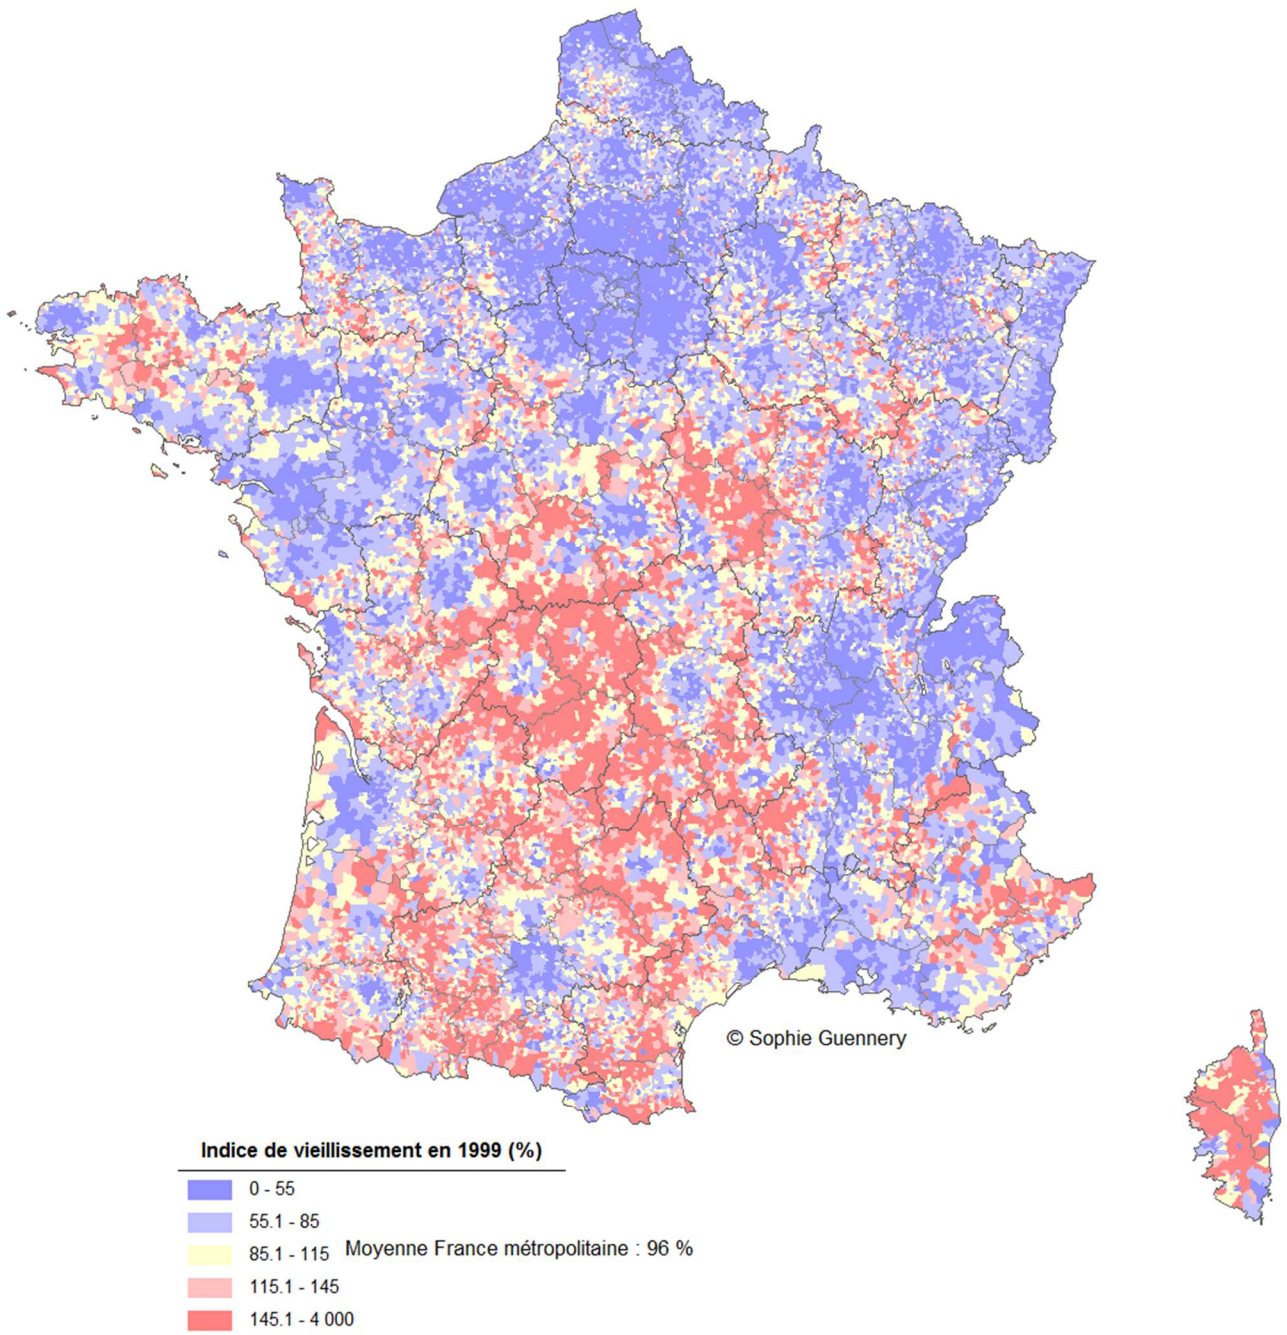 © Sophie Guennery
Indice de vieillissement en 1999 (%)
0 - 55
55.1 - 85
85.1 - 115 Moyenne France métropolitaine : 96 %
115.1 - 145
145.1 - 4 000